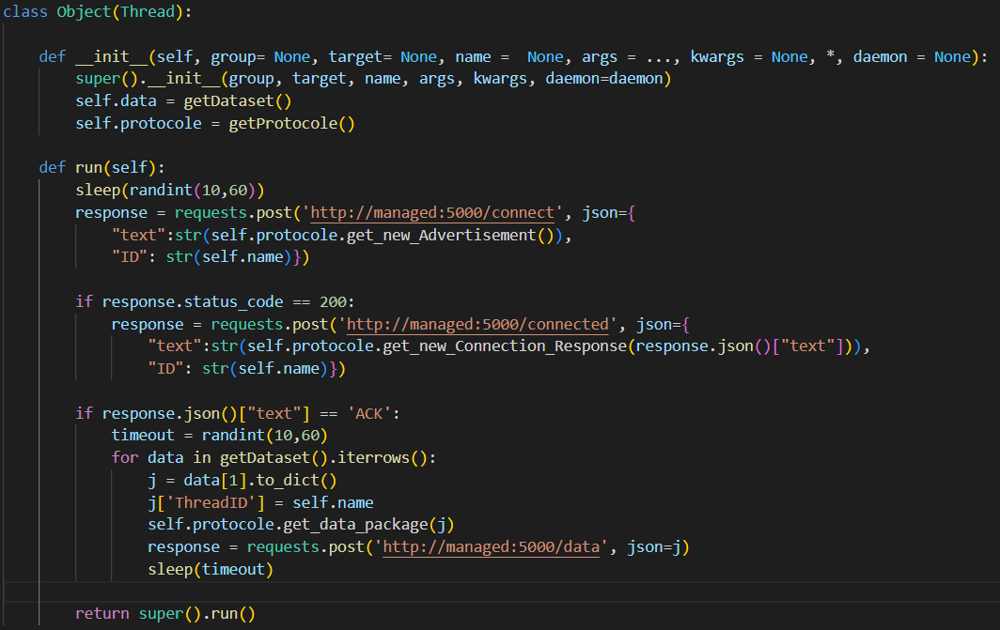 class Object(Thread):
def __init__(self, group= None, target= None, name =  None, args = ..., kwargs = None, *, daemon = None):
super().__init__(group, target, name, args, kwargs, daemon=daemon)
self.data = getDataset()
self.protocole = getProtocole()
def run(self):
sleep(randint(10,60))
response = requests.post('http://managed:5000/connect', json={
"text":str(self.protocole.get_new_Advertisement()),
"ID": str(self.name)})
if response.status_code == 200:
response = requests.post('http://managed:5000/connected', json={
"text":str(self.protocole.get_new_Connection_Response(response.json()["text"])),
"ID": str(self.name)})
if response.json()["text"] == 'ACK':
timeout = randint(10,60)
for data in getDataset().iterrows():
j = data[1].to_dict()
j['ThreadID'] = self.name
self.protocole.get_data_package(j)
response = requests.post('http://managed:5000/data', json=j)
sleep(timeout)
return super().run()